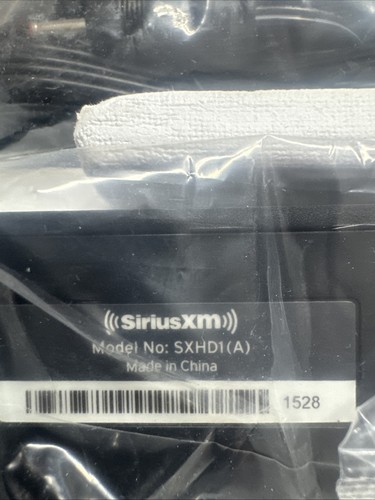 SiriusXM
Model No: SXHD1(A)
Made in China
1528